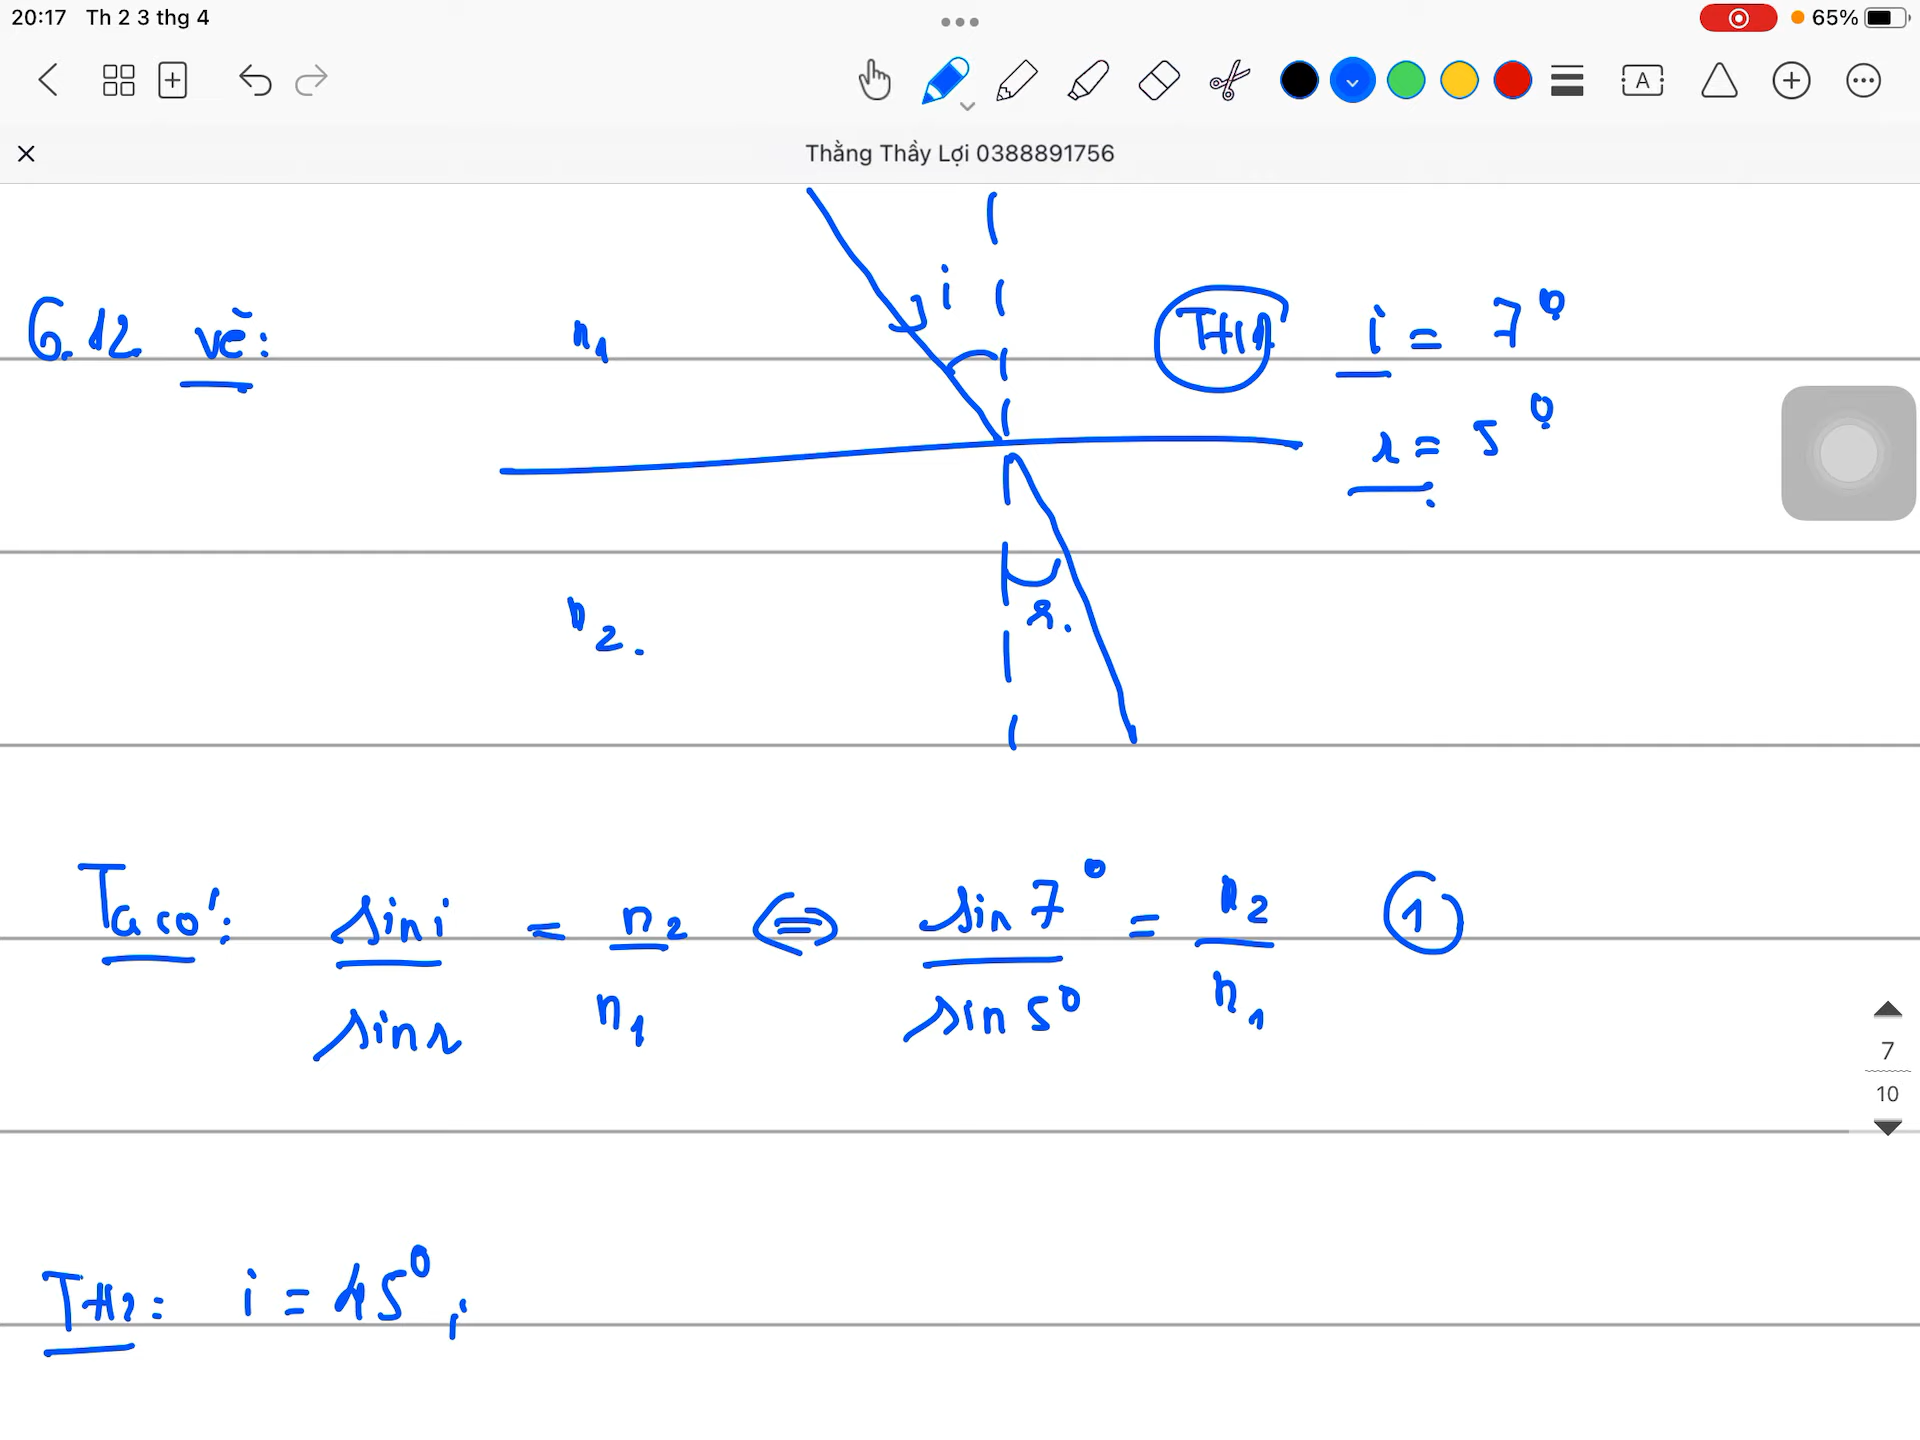 20:17 Th 2 3 thg 4
65%
A
Thằng Thầy Lợi 0388891756
6.12 vẽ:
n1
i
TH1
i = 7°
r = 5°
n2.
r.
Ta có: sin i / sin r = n2 / n1 ⇔ sin 7° / sin 5° = n2 / n1 ①
7
10
TH2: i = 45°;